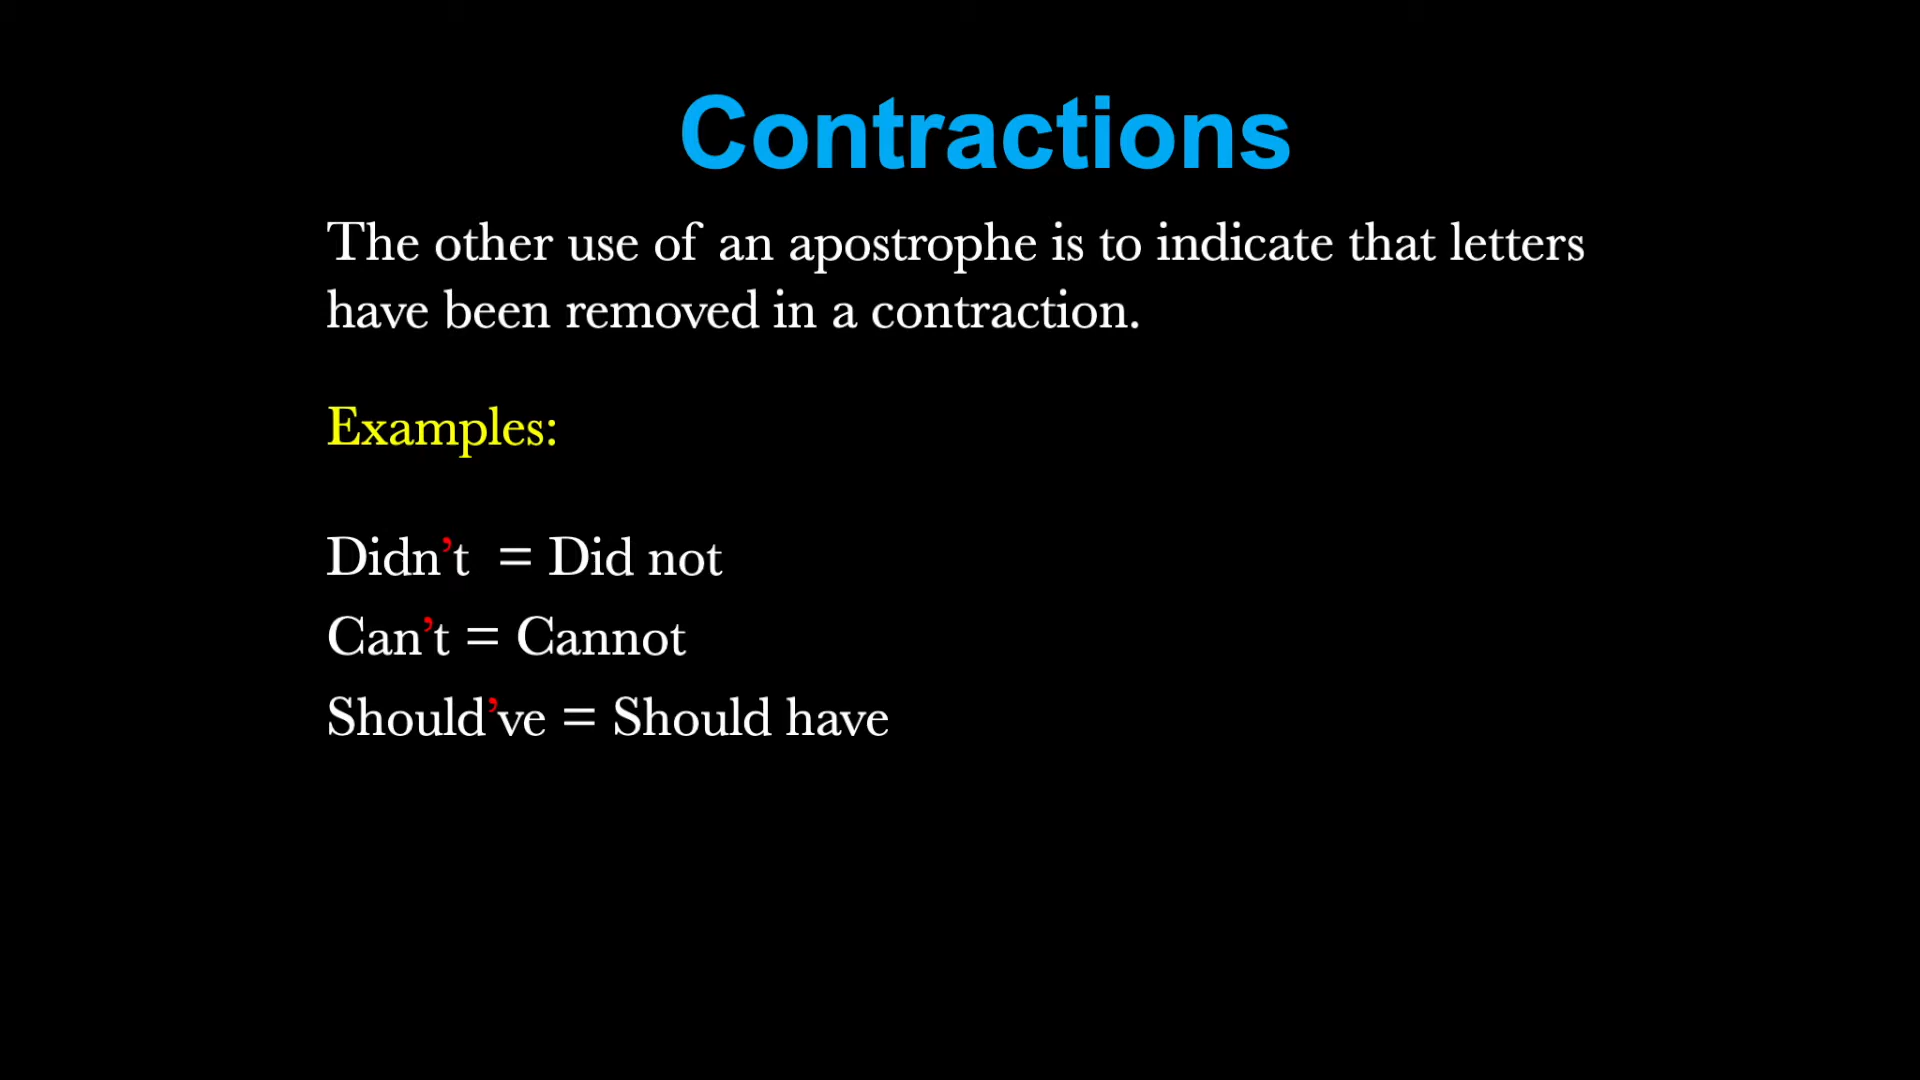 Contractions
The other use of an apostrophe is to indicate that letters
have been removed in a contraction.
Examples:
Didn’t = Did not
Can’t = Cannot
Should’ve = Should have